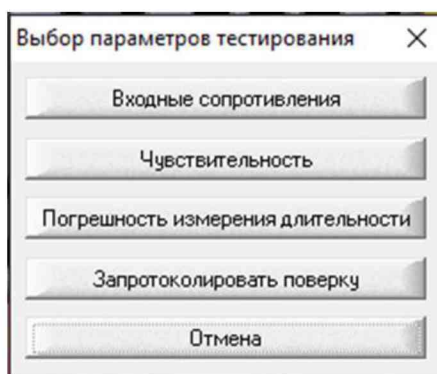 Выбор параметров тестирования
Входные сопротивления
Чувствительность
Погрешность измерения длительности
Запротоколировать поверку
Отмена